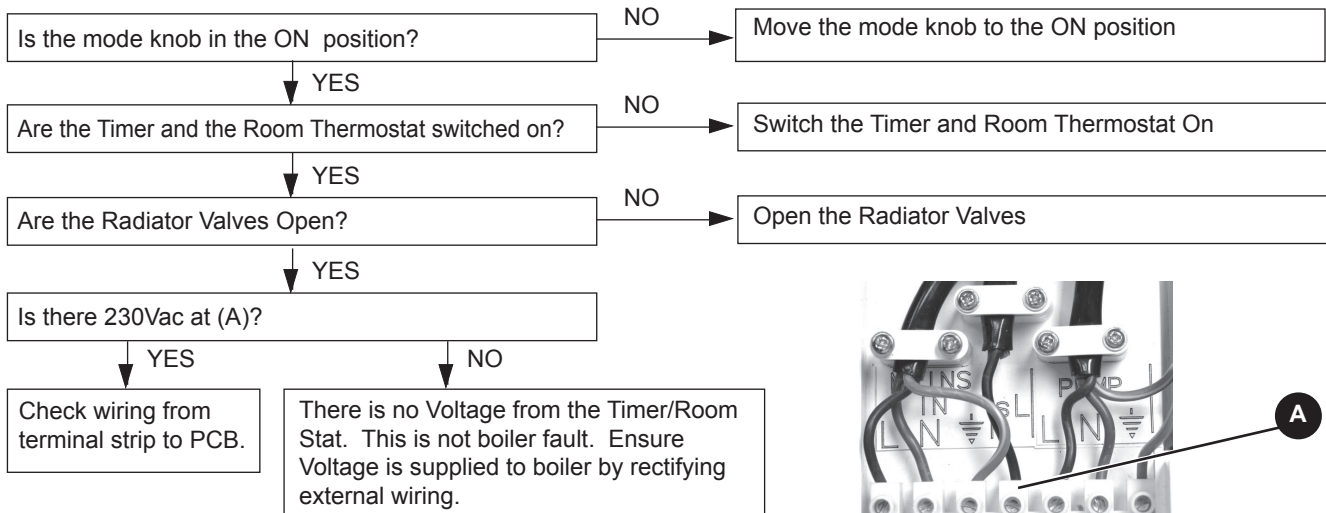 Is the mode knob in the ON position?
NO
Move the mode knob to the ON position
YES
Are the Timer and the Room Thermostat switched on?
NO
Switch the Timer and Room Thermostat On
YES
Are the Radiator Valves Open?
NO
Open the Radiator Valves
YES
Is there 230Vac at (A)?
YES
NO
Check wiring from
terminal strip to PCB.
There is no Voltage from the Timer/Room
Stat. This is not boiler fault. Ensure
Voltage is supplied to boiler by rectifying
external wiring.
IN
L N
L N
A